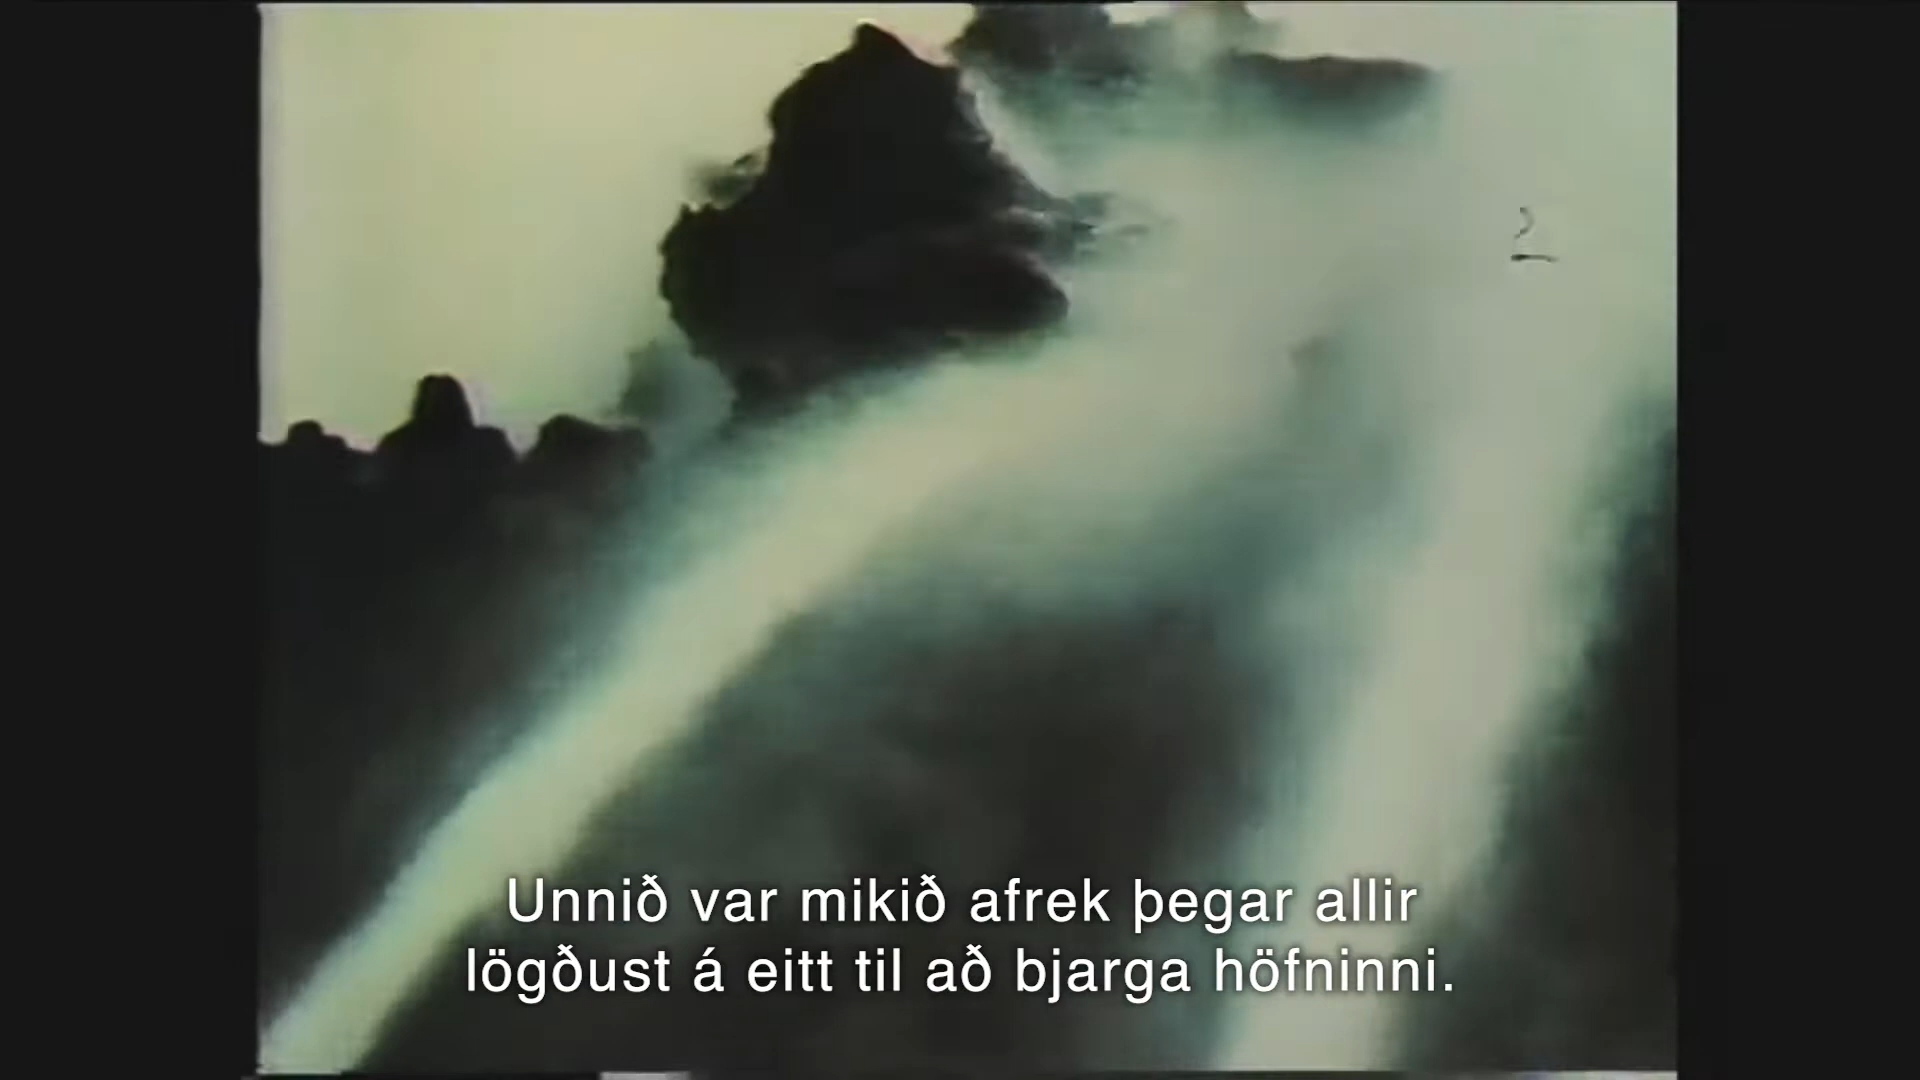 Unnið var mikið afrek þegar allir
lögðust á eitt til að bjarga höfninni.